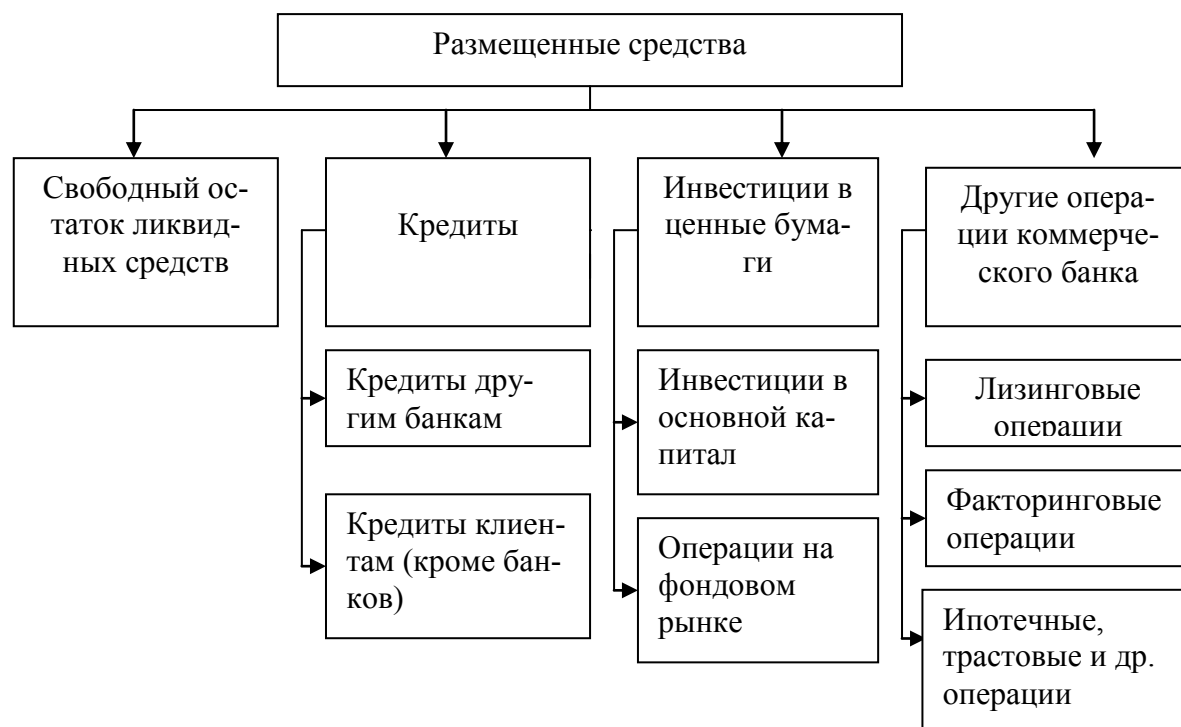 Размещенные средства
Свободный ос-
таток ликвид-
ных средств
Кредиты
Инвестиции в
ценные бума-
ги
Другие опера-
ции коммерче-
ского банка
Кредиты дру-
гим банкам
Инвестиции в
основной ка-
питал
Лизинговые
операции
Кредиты клиен-
там (кроме бан-
ков)
Операции на
фондовом
рынке
Факторинговые
операции
Ипотечные,
трастовые и др.
операции